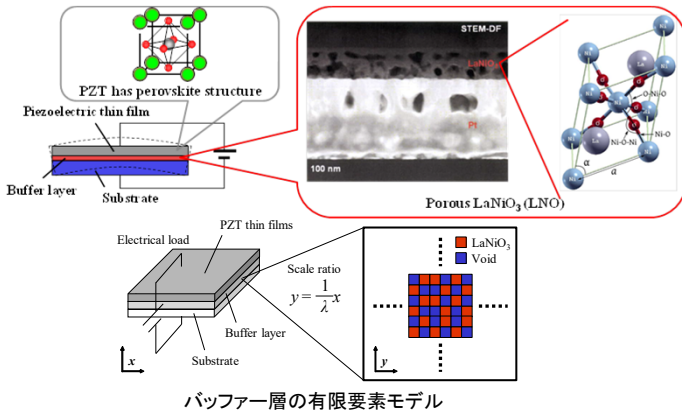 PZT has perovskite structure
Piezoelectric thin film
Buffer layer
Substrate
STEM-DF
LaNiO₃
Pt
100 nm
Ni
La
O
O-Ni-O
Ni-O
Ni-O-Ni
α
a
Porous LaNiO₃ (LNO)
PZT thin films
Electrical load
Buffer layer
Substrate
x
Scale ratio
y = 1/λ x
LaNiO₃
Void
y
バッファー層の有限要素モデル